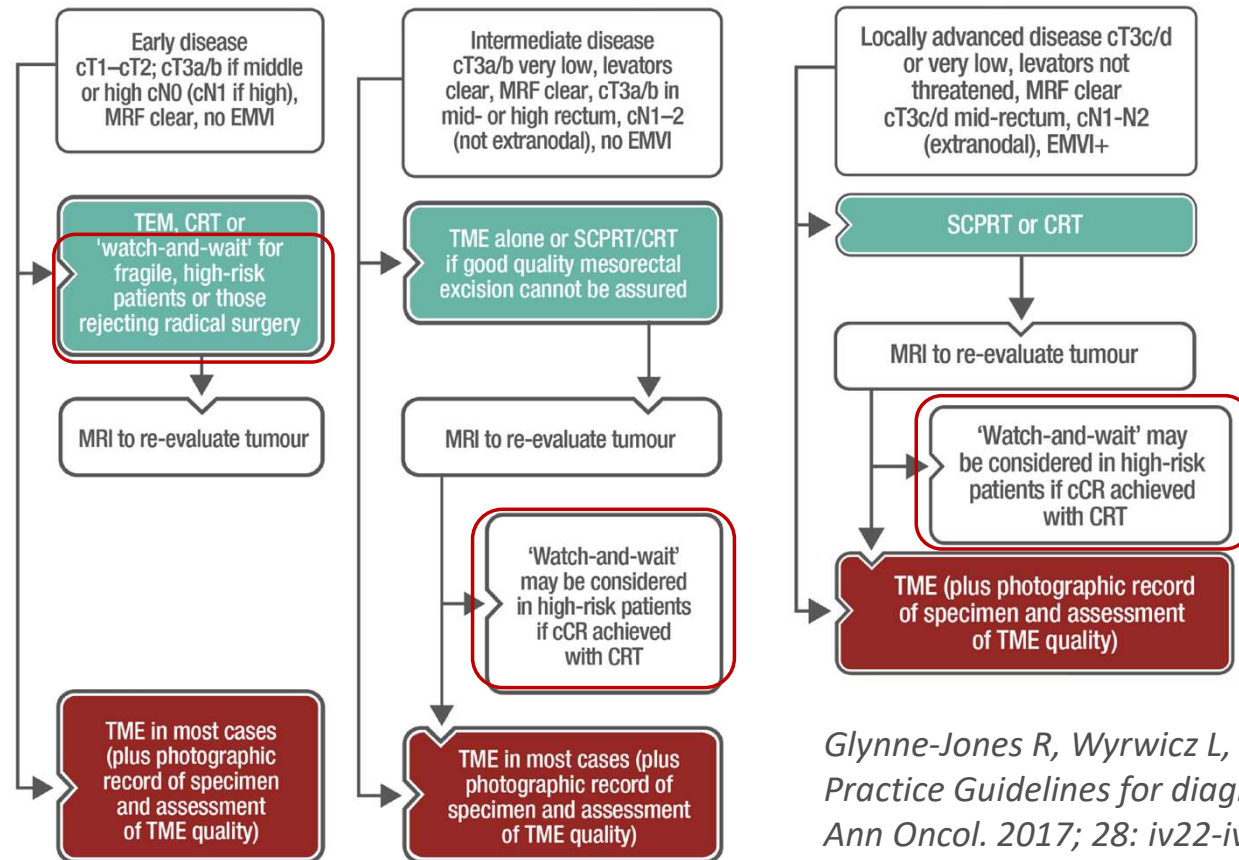 Early disease
cT1–cT2; cT3a/b if middle
or high cN0 (cN1 if high),
MRF clear, no EMVI
TEM, CRT or
'watch-and-wait' for
fragile, high-risk
patients or those
rejecting radical surgery
MRI to re-evaluate tumour
TME in most cases
(plus photographic
record of specimen
and assessment
of TME quality)
Intermediate disease
cT3a/b very low, levators
clear, MRF clear, cT3a/b in
mid- or high rectum, cN1–2
(not extranodal), no EMVI
TME alone or SCPRT/CRT
if good quality mesorectal
excision cannot be assured
MRI to re-evaluate tumour
‘Watch-and-wait’
may be considered
in high-risk patients
if cCR achieved
with CRT
TME in most cases (plus
photographic record of
specimen and assessment
of TME quality)
Locally advanced disease cT3c/d
or very low, levators not
threatened, MRF clear
cT3c/d mid-rectum, cN1-N2
(extranodal), EMVI+
SCPRT or CRT
MRI to re-evaluate tumour
‘Watch-and-wait’ may
be considered in high-risk
patients if cCR achieved
with CRT
TME (plus photographic record
of specimen and assessment
of TME quality)
Glynne-Jones R, Wyrwicz L,
Practice Guidelines for diag
Ann Oncol. 2017; 28: iv22-iv